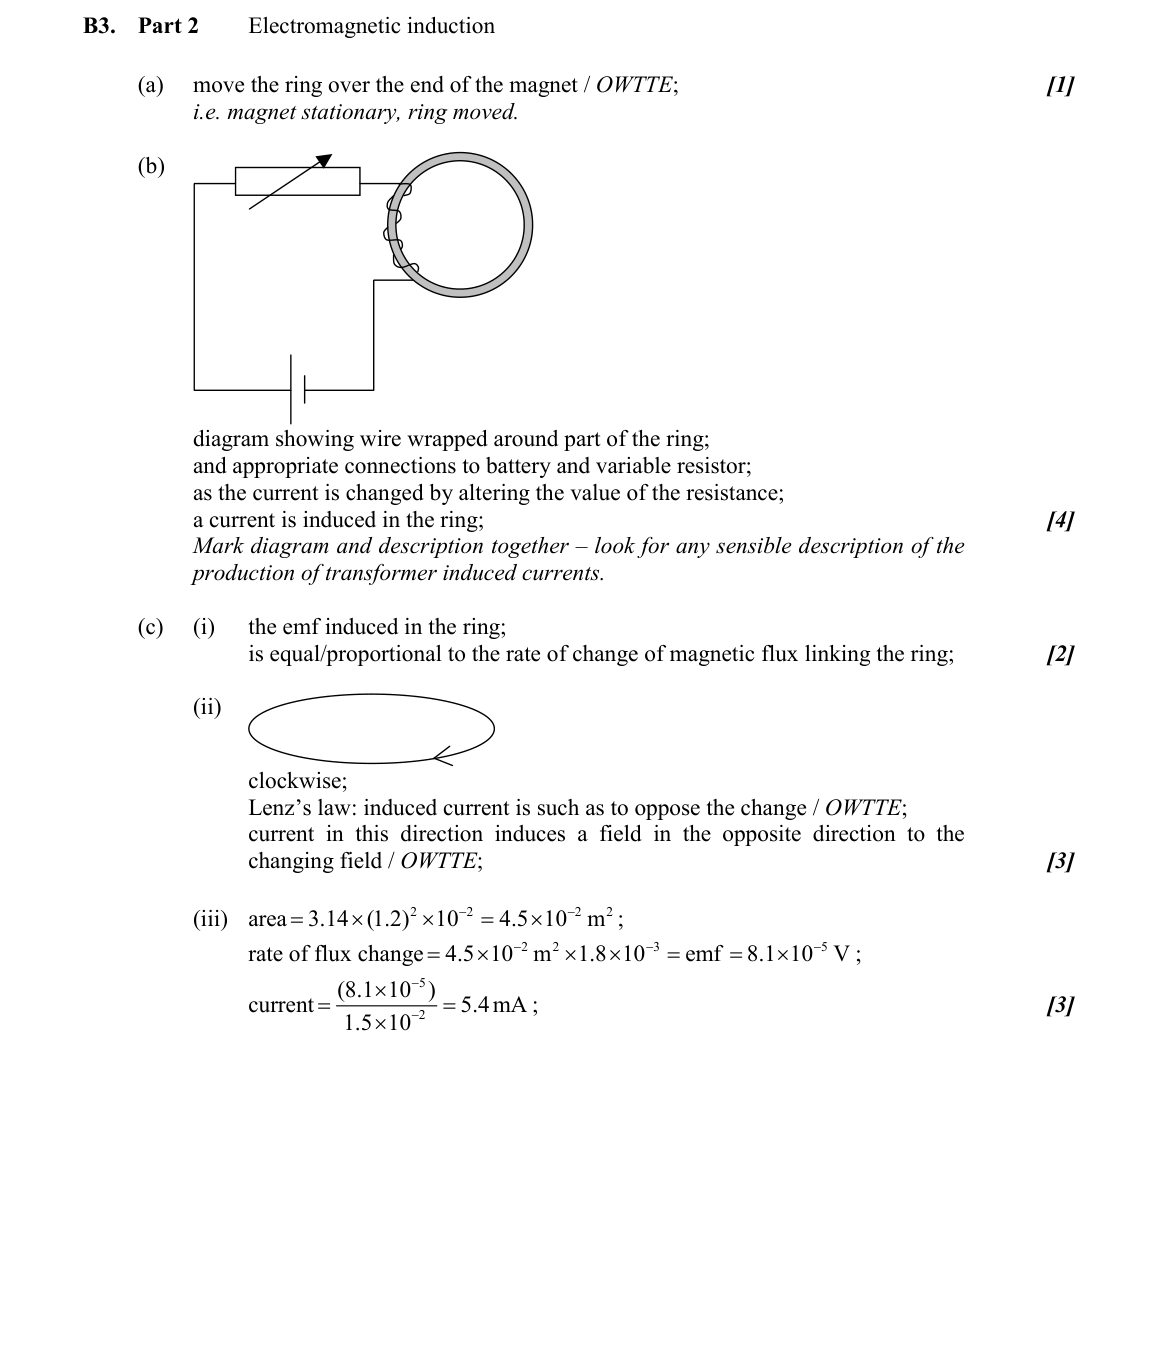 B3. Part 2 Electromagnetic induction
(a) move the ring over the end of the magnet / OWTTE; [1]
i.e. magnet stationary, ring moved.
(b)
diagram showing wire wrapped around part of the ring;
and appropriate connections to battery and variable resistor;
as the current is changed by altering the value of the resistance;
a current is induced in the ring; [4]
Mark diagram and description together – look for any sensible description of the
production of transformer induced currents.
(c) (i) the emf induced in the ring;
is equal/proportional to the rate of change of magnetic flux linking the ring; [2]
(ii)
clockwise;
Lenz's law: induced current is such as to oppose the change / OWTTE;
current in this direction induces a field in the opposite direction to the
changing field / OWTTE; [3]
(iii) area = 3.14×(1.2)²×10⁻² = 4.5×10⁻² m²;
rate of flux change = 4.5×10⁻² m² ×1.8×10⁻³ = emf = 8.1×10⁻⁵ V;
current = (8.1×10⁻⁵) / 1.5×10⁻² = 5.4 mA; [3]